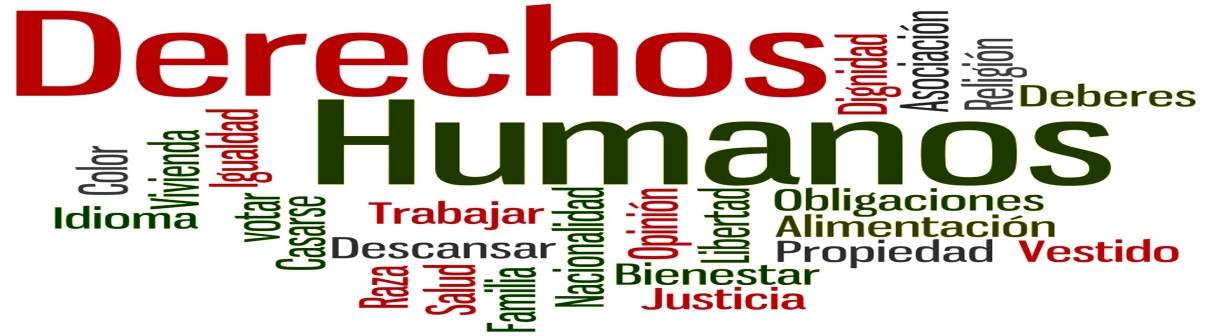 Derechos
Dignidad
Asociación
Religión
Deberes
Humanos
Color
Vivienda
Igualdad
Idioma
votar
Casarse
Trabajar
Descansar
Nacionalidad
Opinión
Libertad
Obligaciones
Alimentación
Propiedad
Vestido
Raza
Salud
Familia
Bienestar
Justicia